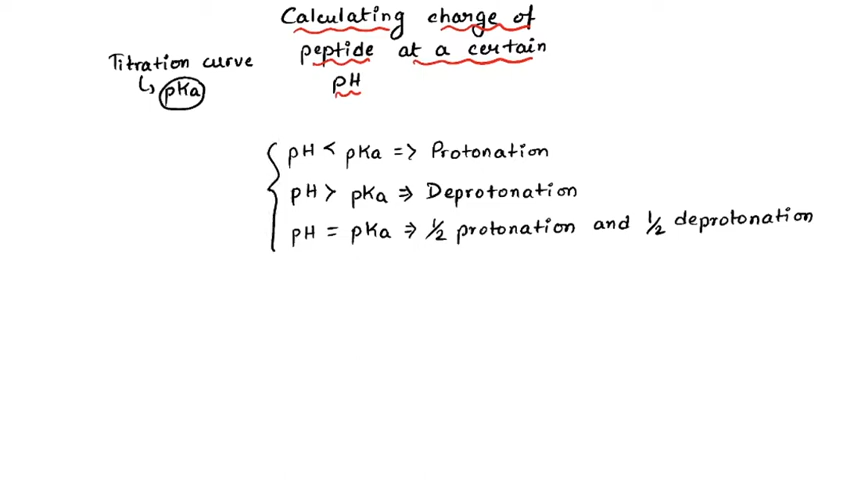 Calculating charge of
peptide at a certain
pH
Titration curve
↳ pKa
pH < pKa => Protonation
pH > pKa ⇒ Deprotonation
pH = pKa ⇒ 1/2 protonation and 1/2 deprotonation